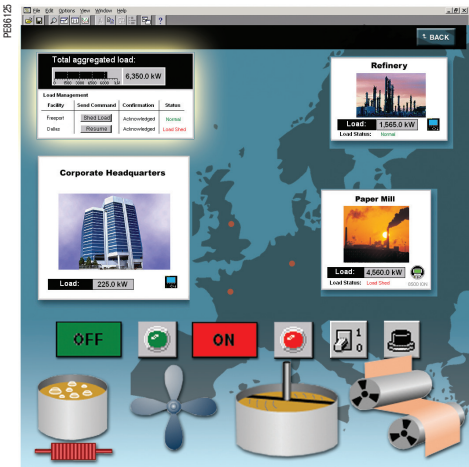 PE86125
File Edit Options View Window Help
BACK
Total aggregated load:
6,350.0 kW
Load Management
Facility Send Command Confirmation Status
Freeport Shed Load Acknowledged Normal
Dallas Resume Acknowledged Load Shed
Refinery
Load: 1,565.0 kW
Load Status: Normal
Corporate Headquarters
Load: 225.0 kW
Paper Mill
Load: 4,560.0 kW
Load Status: Load Shed 8500 ION
OFF
ON
1
0